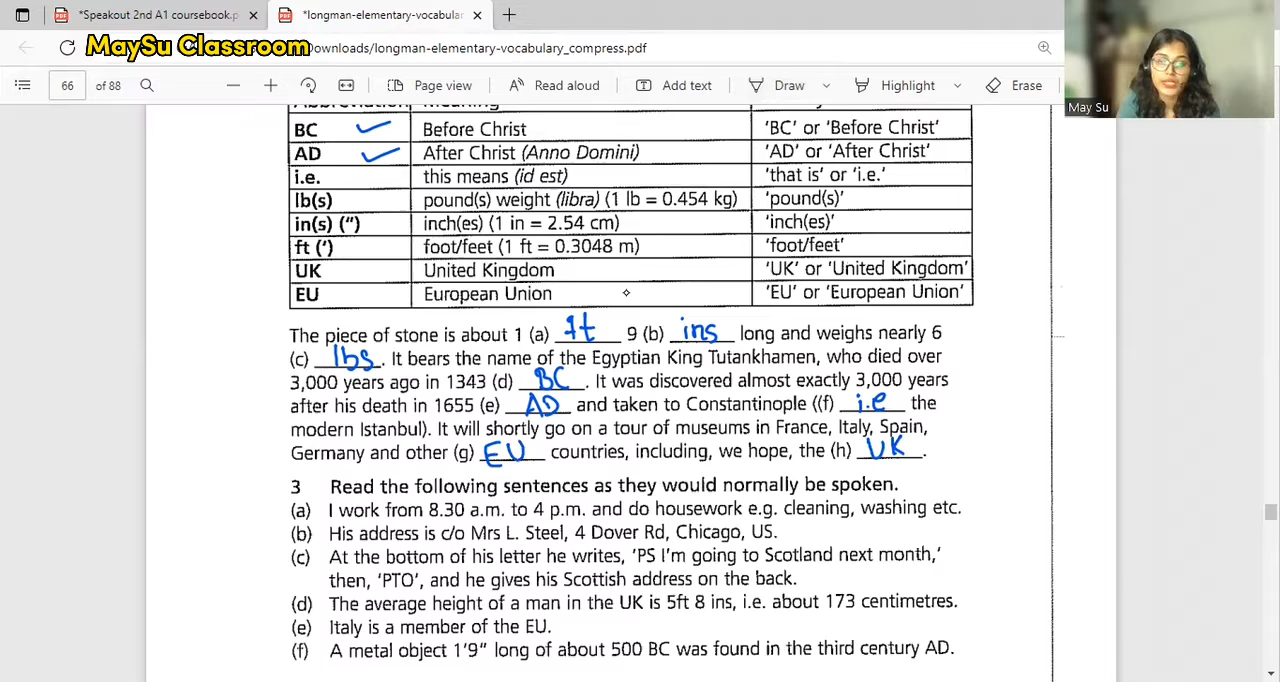 *Speakout 2nd A1 coursebook.p
*longman-elementary-vocabular
MaySu Classroom
Downloads/longman-elementary-vocabulary_compress.pdf
66 of 88 Page view Read aloud Add text Draw Highlight Erase
May Su
Abbreviation Meaning
BC Before Christ 'BC' or 'Before Christ'
AD After Christ (Anno Domini) 'AD' or 'After Christ'
i.e. this means (id est) 'that is' or 'i.e.'
lb(s) pound(s) weight (libra) (1 lb = 0.454 kg) 'pound(s)'
in(s) (") inch(es) (1 in = 2.54 cm) 'inch(es)'
ft (') foot/feet (1 ft = 0.3048 m) 'foot/feet'
UK United Kingdom 'UK' or 'United Kingdom'
EU European Union 'EU' or 'European Union'
The piece of stone is about 1 (a) ft 9 (b) ins long and weighs nearly 6
(c) lbs. It bears the name of the Egyptian King Tutankhamen, who died over
3,000 years ago in 1343 (d) BC. It was discovered almost exactly 3,000 years
after his death in 1655 (e) AD and taken to Constantinople ((f) i.e the
modern Istanbul). It will shortly go on a tour of museums in France, Italy, Spain,
Germany and other (g) EU countries, including, we hope, the (h) UK.
3 Read the following sentences as they would normally be spoken.
(a) I work from 8.30 a.m. to 4 p.m. and do housework e.g. cleaning, washing etc.
(b) His address is c/o Mrs L. Steel, 4 Dover Rd, Chicago, US.
(c) At the bottom of his letter he writes, 'PS I'm going to Scotland next month,'
then, 'PTO', and he gives his Scottish address on the back.
(d) The average height of a man in the UK is 5ft 8 ins, i.e. about 173 centimetres.
(e) Italy is a member of the EU.
(f) A metal object 1'9" long of about 500 BC was found in the third century AD.